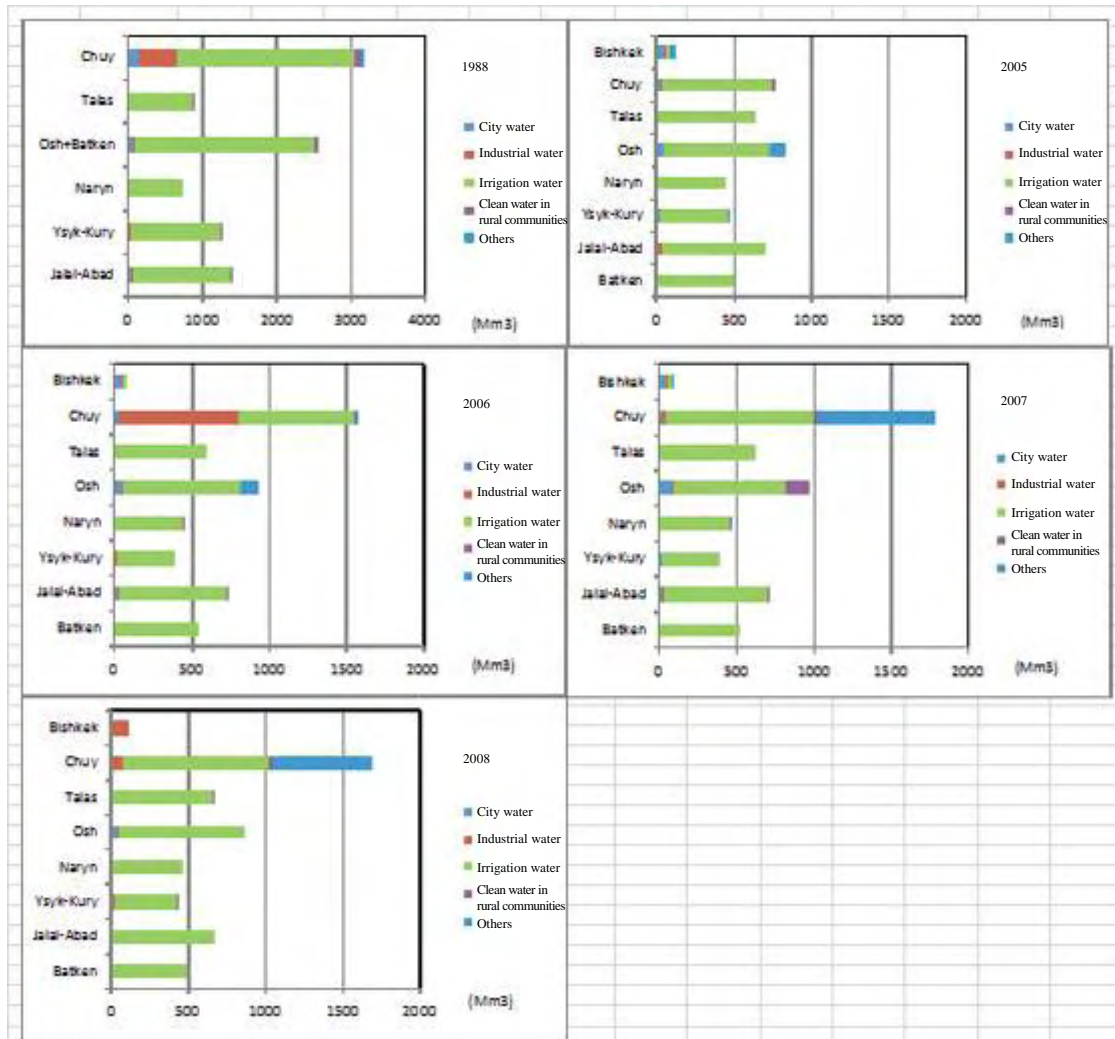 1988
Chuy
Talas
Osh+Batken
Naryn
Ysyk-Kury
Jalal-Abad
0 1000 2000 3000 4000
(Mm3)
City water
Industrial water
Irrigation water
Clean water in
rural communities
Others
2005
Bishkek
Chuy
Talas
Osh
Naryn
Ysyk-Kury
Jalal-Abad
Batken
0 500 1000 1500 2000
(Mm3)
City water
Industrial water
Irrigation water
Clean water in
rural communities
Others
2006
Bishkek
Chuy
Talas
Osh
Naryn
Ysyk-Kury
Jalal-Abad
Batken
0 500 1000 1500 2000
(Mm3)
City water
Industrial water
Irrigation water
Clean water in
rural communities
Others
2007
Bishkek
Chuy
Talas
Osh
Naryn
Ysyk-Kury
Jalal-Abad
Batken
0 500 1000 1500 2000
(Mm3)
City water
Industrial water
Irrigation water
Clean water in
rural communities
Others
2008
Bishkek
Chuy
Talas
Osh
Naryn
Ysyk-Kury
Jalal-Abad
Batken
0 500 1000 1500 2000
(Mm3)
City water
Industrial water
Irrigation water
Clean water in
rural communities
Others